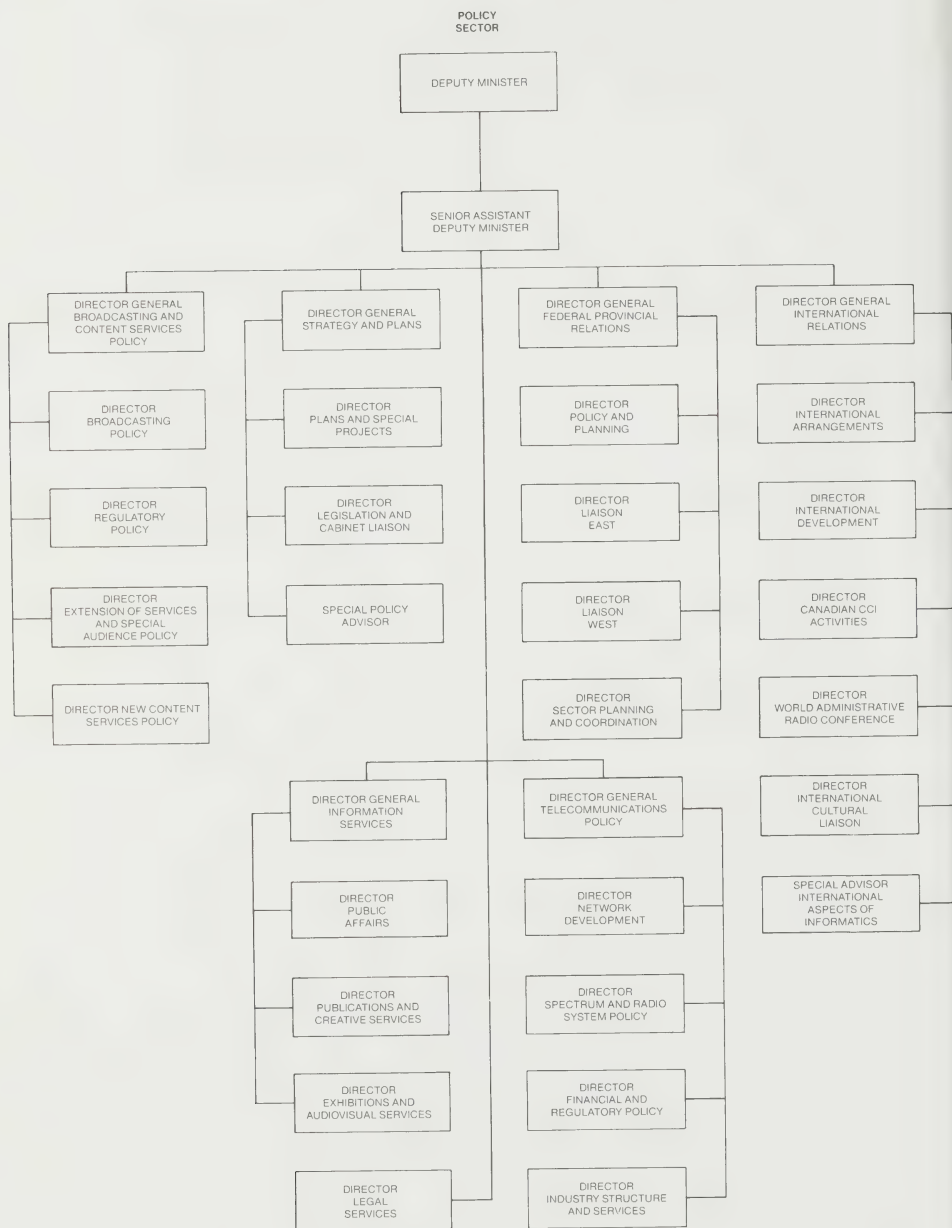 POLICY
SECTOR
DEPUTY MINISTER
SENIOR ASSISTANT
DEPUTY MINISTER
DIRECTOR GENERAL
BROADCASTING AND
CONTENT SERVICES
POLICY
DIRECTOR
BROADCASTING
POLICY
DIRECTOR
REGULATORY
POLICY
DIRECTOR
EXTENSION OF SERVICES
AND SPECIAL
AUDIENCE POLICY
DIRECTOR NEW CONTENT
SERVICES POLICY
DIRECTOR GENERAL
STRATEGY AND PLANS
DIRECTOR
PLANS AND SPECIAL
PROJECTS
DIRECTOR
LEGISLATION AND
CABINET LIAISON
SPECIAL POLICY
ADVISOR
DIRECTOR GENERAL
FEDERAL PROVINCIAL
RELATIONS
DIRECTOR
POLICY AND
PLANNING
DIRECTOR
LIAISON
EAST
DIRECTOR
LIAISON
WEST
DIRECTOR
SECTOR PLANNING
AND COORDINATION
DIRECTOR GENERAL
INTERNATIONAL
RELATIONS
DIRECTOR
INTERNATIONAL
ARRANGEMENTS
DIRECTOR
INTERNATIONAL
DEVELOPMENT
DIRECTOR
CANADIAN CCI
ACTIVITIES
DIRECTOR
WORLD ADMINISTRATIVE
RADIO CONFERENCE
DIRECTOR
INTERNATIONAL
CULTURAL
LIAISON
SPECIAL ADVISOR
INTERNATIONAL
ASPECTS OF
INFORMATICS
DIRECTOR GENERAL
INFORMATION
SERVICES
DIRECTOR
PUBLIC
AFFAIRS
DIRECTOR
PUBLICATIONS AND
CREATIVE SERVICES
DIRECTOR
EXHIBITIONS AND
AUDIOVISUAL SERVICES
DIRECTOR
LEGAL
SERVICES
DIRECTOR GENERAL
TELECOMMUNICATIONS
POLICY
DIRECTOR
NETWORK
DEVELOPMENT
DIRECTOR
SPECTRUM AND RADIO
SYSTEM POLICY
DIRECTOR
FINANCIAL AND
REGULATORY POLICY
DIRECTOR
INDUSTRY STRUCTURE
AND SERVICES